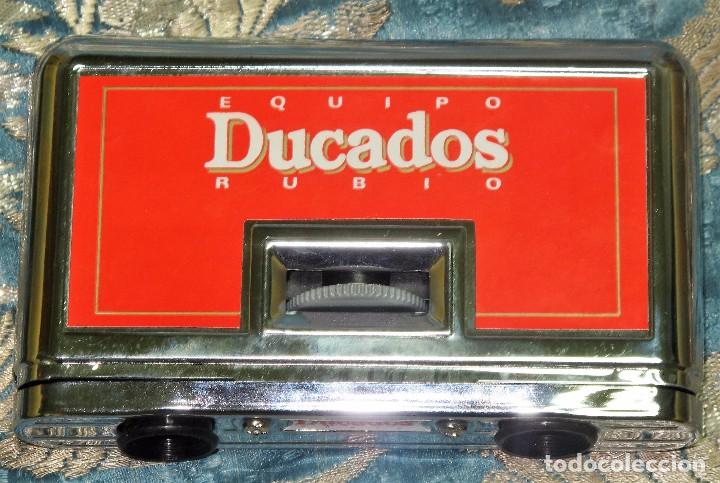 EQUIPO
Ducados
RUBIO
todocoleccion